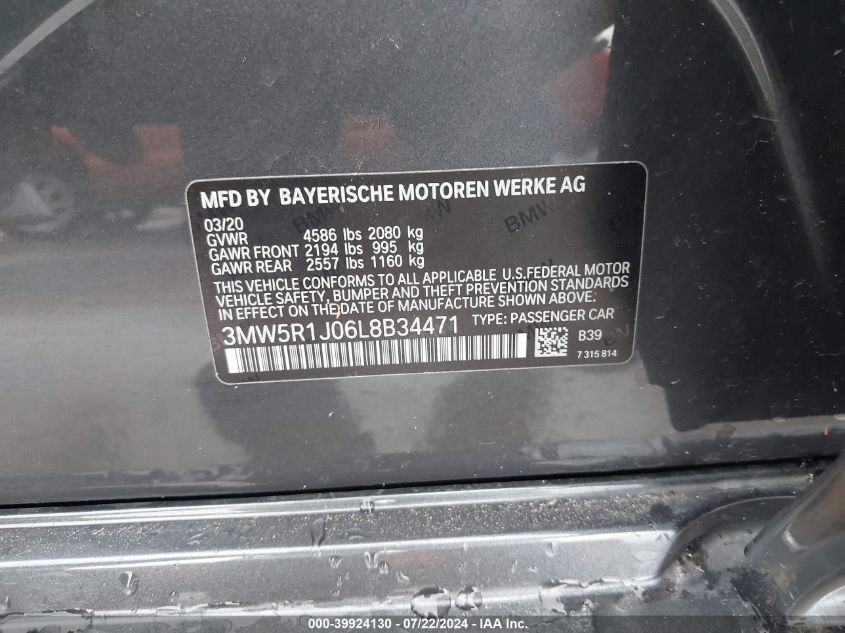 MFD BY BAYERISCHE MOTOREN WERKE AG
03/20
GVWR 4586 lbs 2080 kg
GAWR FRONT 2194 lbs 995 kg
GAWR REAR 2557 lbs 1160 kg
THIS VEHICLE CONFORMS TO ALL APPLICABLE U.S.FEDERAL MOTOR
VEHICLE SAFETY, BUMPER AND THEFT PREVENTION STANDARDS
IN EFFECT ON THE DATE OF MANUFACTURE SHOWN ABOVE.
3MW5R1J06L8B34471 TYPE: PASSENGER CAR
B39
7 315 814
000-39924130 - 07/22/2024 - IAA Inc.